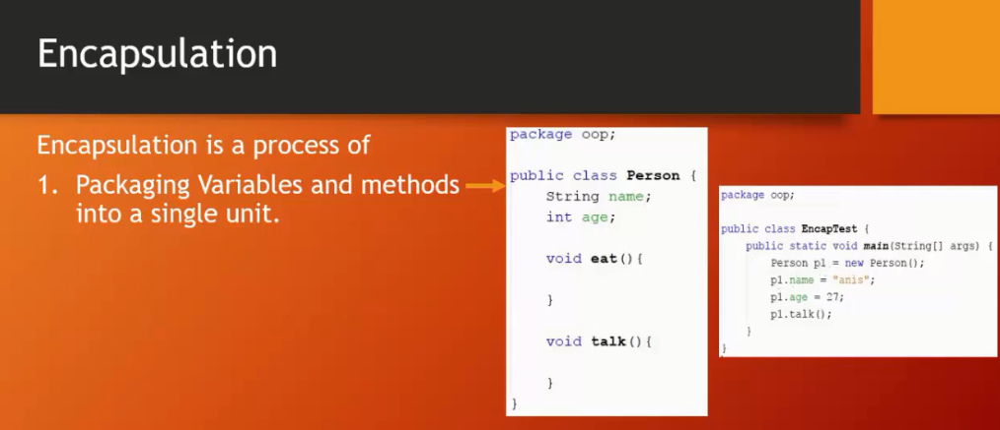 Encapsulation
Encapsulation is a process of
1. Packaging Variables and methods
into a single unit.
package oop;
public class Person {
String name;
int age;
void eat(){
}
void talk(){
}
}
package oop;
public class EncapTest {
public static void main(String[] args) {
Person p1 = new Person();
p1.name = "anis";
p1.age = 27;
p1.talk();
}
}